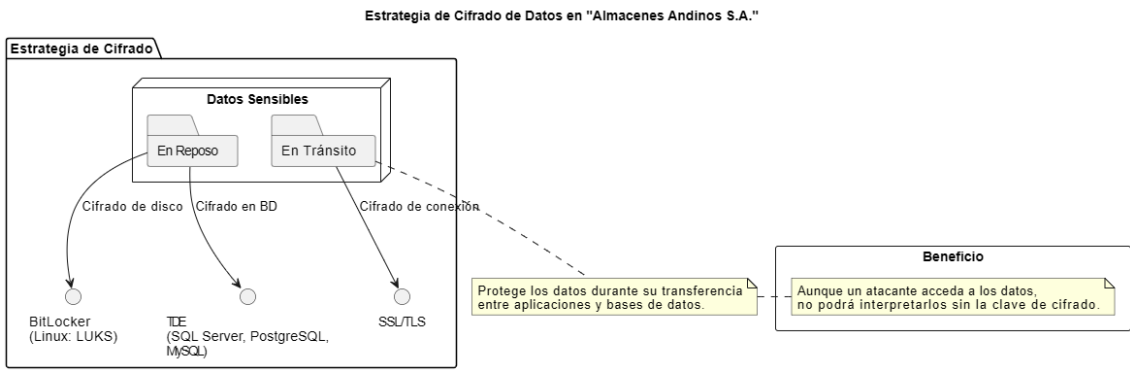 Estrategia de Cifrado de Datos en "Almacenes Andinos S.A."
Estrategia de Cifrado
Datos Sensibles
En Reposo
En Tránsito
Cifrado de disco
Cifrado en BD
Cifrado de conexión
Beneficio
Protege los datos durante su transferencia
entre aplicaciones y bases de datos.
Aunque un atacante acceda a los datos,
no podrá interpretarlos sin la clave de cifrado.
BitLocker
(Linux: LUKS)
TDE
(SQL Server, PostgreSQL,
MySQL)
SSL/TLS